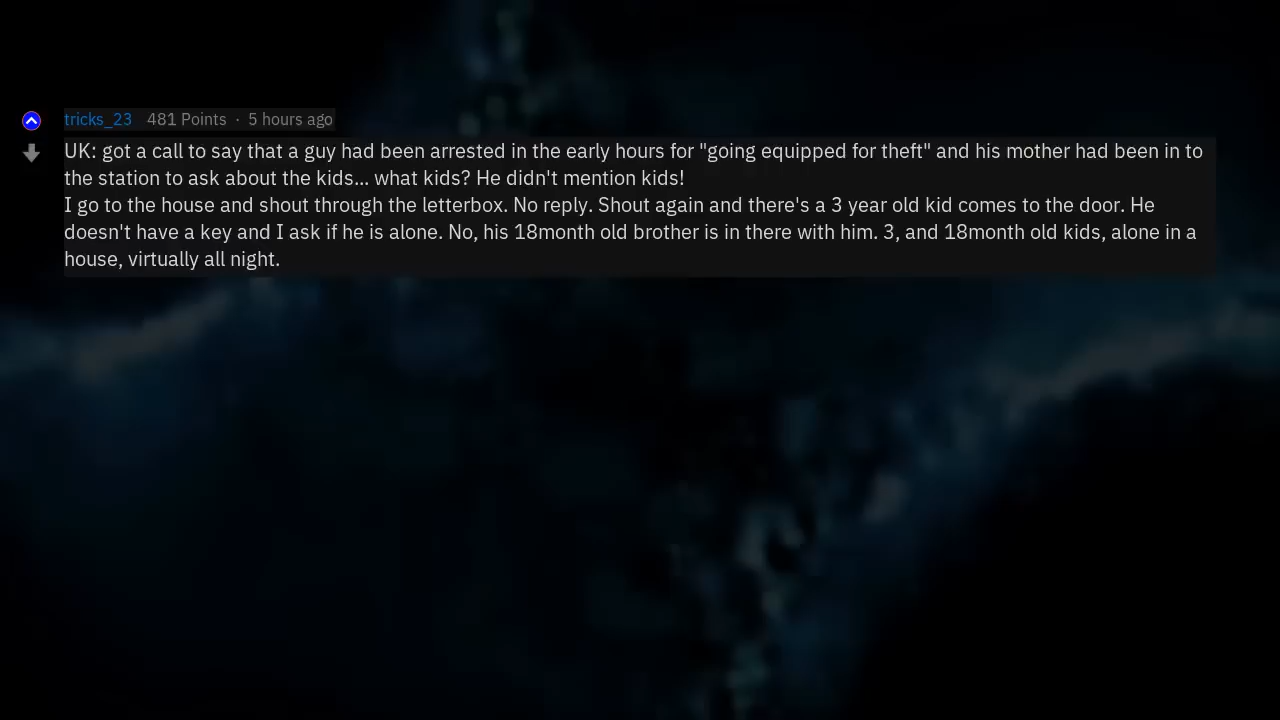 tricks_23 481 Points · 5 hours ago
UK: got a call to say that a guy had been arrested in the early hours for "going equipped for theft" and his mother had been in to
the station to ask about the kids... what kids? He didn't mention kids!
I go to the house and shout through the letterbox. No reply. Shout again and there's a 3 year old kid comes to the door. He
doesn't have a key and I ask if he is alone. No, his 18month old brother is in there with him. 3, and 18month old kids, alone in a
house, virtually all night.